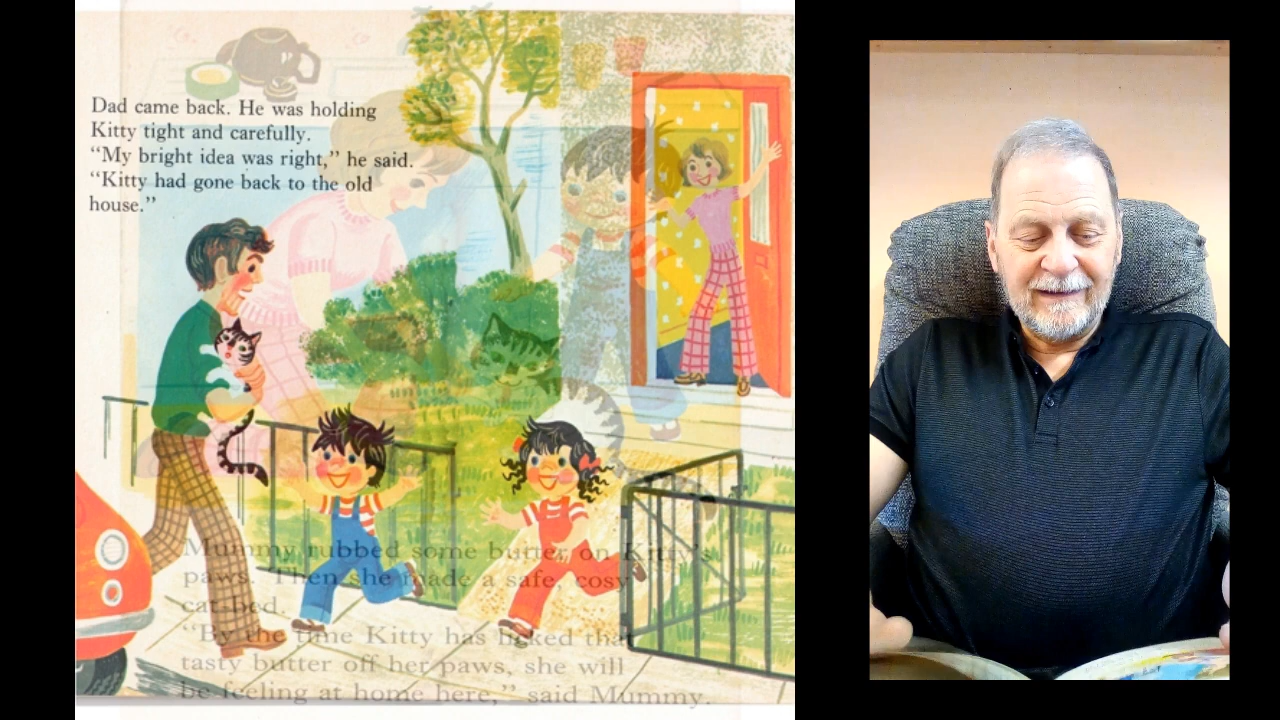 Dad came back. He was holding
Kitty tight and carefully.
“My bright idea was right,” he said.
“Kitty had gone back to the old
house.”
Mummy rubbed some butter on Kitty's
paws. Then she made a safe, cosy
cat-bed.
“By the time Kitty has licked that
tasty butter off her paws, she will
be feeling at home here,” said Mummy.